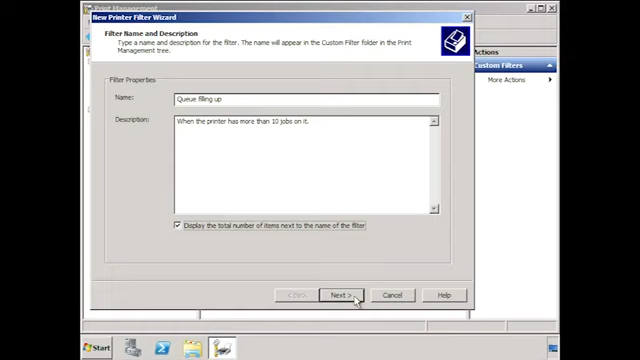 Print Management
New Printer Filter Wizard
Filter Name and Description
Type a name and description for the filter. The name will appear in the Custom Filter folder in the Print
Management tree.
Actions
Custom Filters
More Actions
Filter Properties
Name:
Queue filling up
Description:
When the printer has more than 10 jobs on it.
Display the total number of items next to the name of the filter
< Back
Next >
Cancel
Help
Start